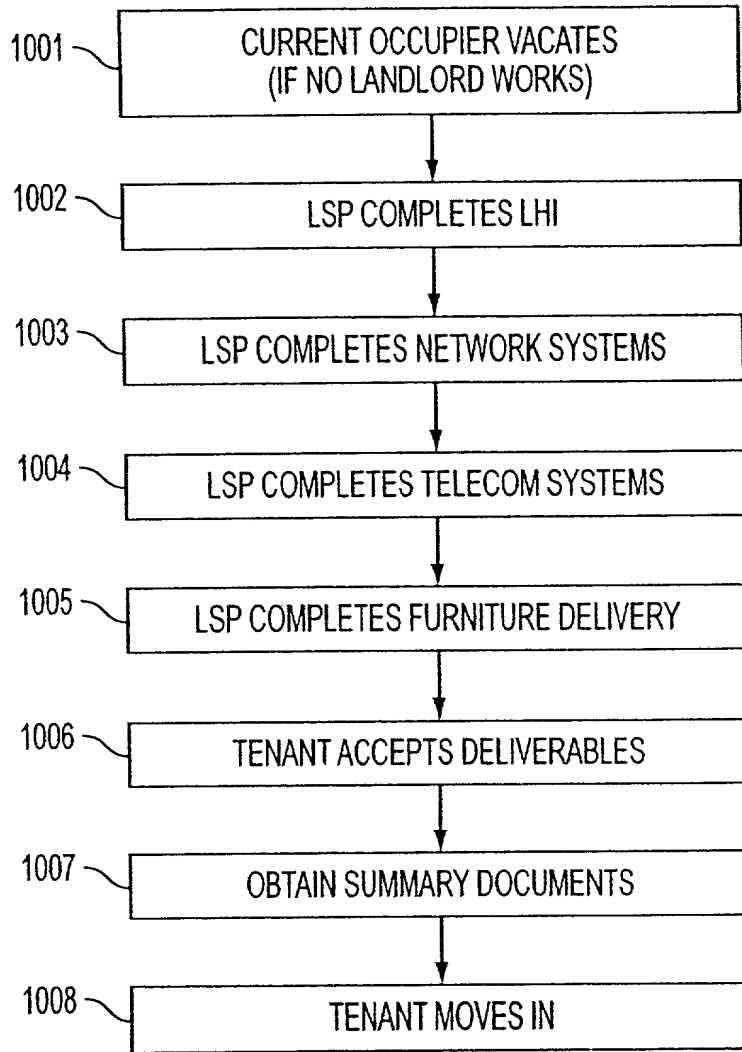 1001
CURRENT OCCUPIER VACATES
(IF NO LANDLORD WORKS)
1002
LSP COMPLETES LHI
1003
LSP COMPLETES NETWORK SYSTEMS
1004
LSP COMPLETES TELECOM SYSTEMS
1005
LSP COMPLETES FURNITURE DELIVERY
1006
TENANT ACCEPTS DELIVERABLES
1007
OBTAIN SUMMARY DOCUMENTS
1008
TENANT MOVES IN